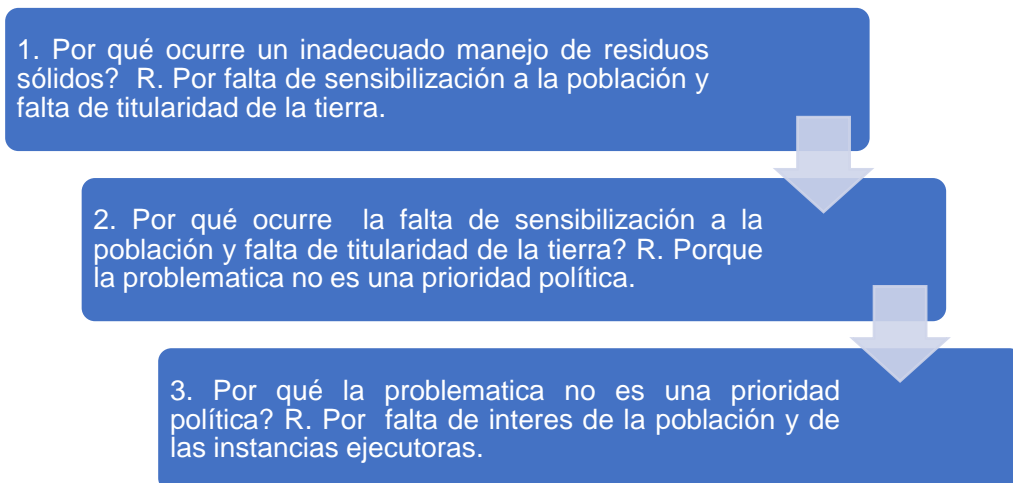 1. Por qué ocurre un inadecuado manejo de residuos
sólidos? R. Por falta de sensibilización a la población y
falta de titularidad de la tierra.
2. Por qué ocurre la falta de sensibilización a la
población y falta de titularidad de la tierra? R. Porque
la problematica no es una prioridad política.
3. Por qué la problematica no es una prioridad
política? R. Por falta de interes de la población y de
las instancias ejecutoras.